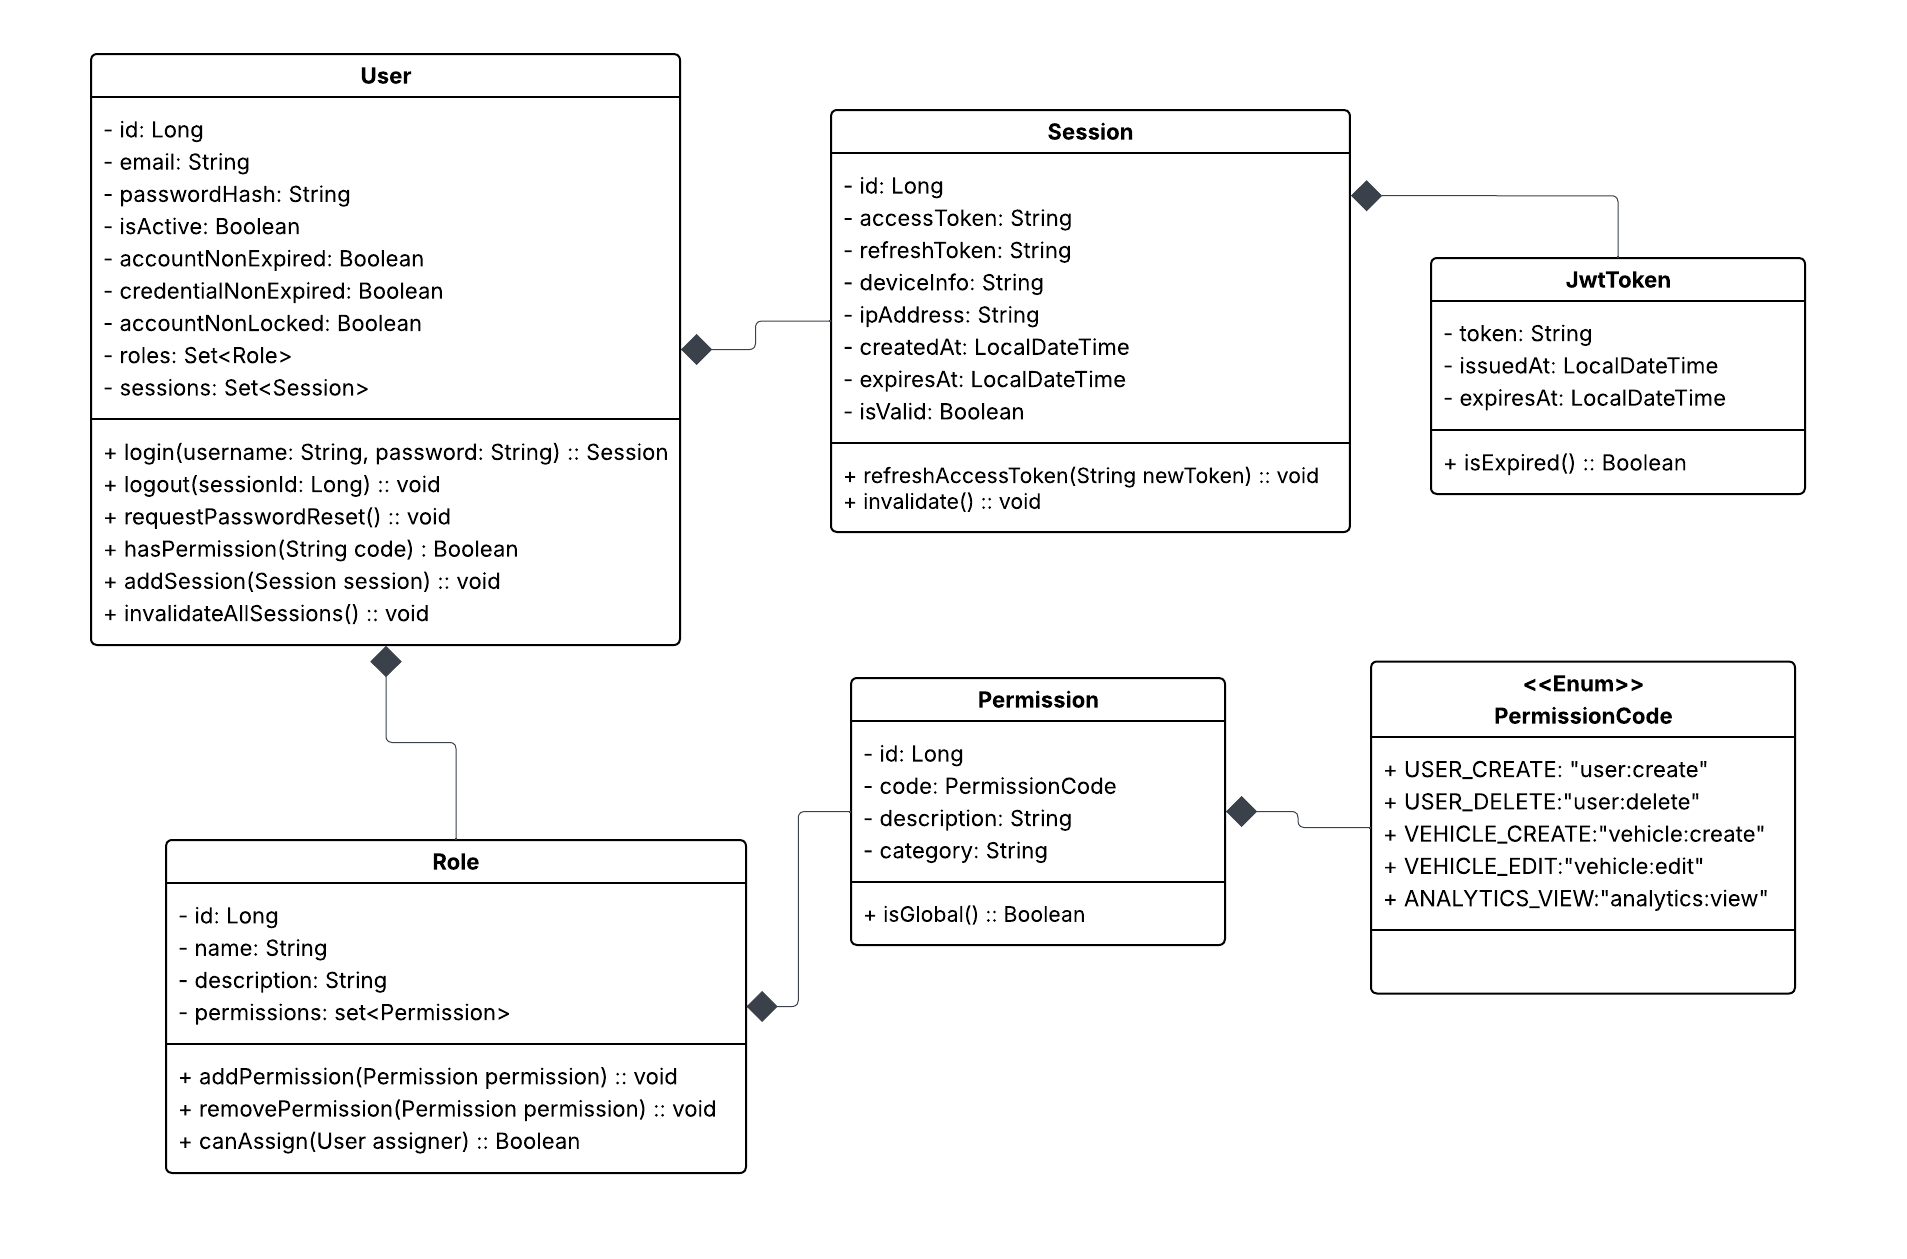 User
- id: Long
- email: String
- passwordHash: String
- isActive: Boolean
- accountNonExpired: Boolean
- credentialNonExpired: Boolean
- accountNonLocked: Boolean
- roles: Set<Role>
- sessions: Set<Session>
+ login(username: String, password: String) :: Session
+ logout(sessionId: Long) :: void
+ requestPasswordReset() :: void
+ hasPermission(String code) : Boolean
+ addSession(Session session) :: void
+ invalidateAllSessions() :: void
Session
- id: Long
- accessToken: String
- refreshToken: String
- deviceInfo: String
- ipAddress: String
- createdAt: LocalDateTime
- expiresAt: LocalDateTime
- isValid: Boolean
+ refreshAccessToken(String newToken) :: void
+ invalidate() :: void
JwtToken
- token: String
- issuedAt: LocalDateTime
- expiresAt: LocalDateTime
+ isExpired() :: Boolean
Role
- id: Long
- name: String
- description: String
- permissions: set<Permission>
+ addPermission(Permission permission) :: void
+ removePermission(Permission permission) :: void
+ canAssign(User assigner) :: Boolean
Permission
- id: Long
- code: PermissionCode
- description: String
- category: String
+ isGlobal() :: Boolean
<<Enum>>
PermissionCode
+ USER_CREATE: "user:create"
+ USER_DELETE:"user:delete"
+ VEHICLE_CREATE:"vehicle:create"
+ VEHICLE_EDIT:"vehicle:edit"
+ ANALYTICS_VIEW:"analytics:view"